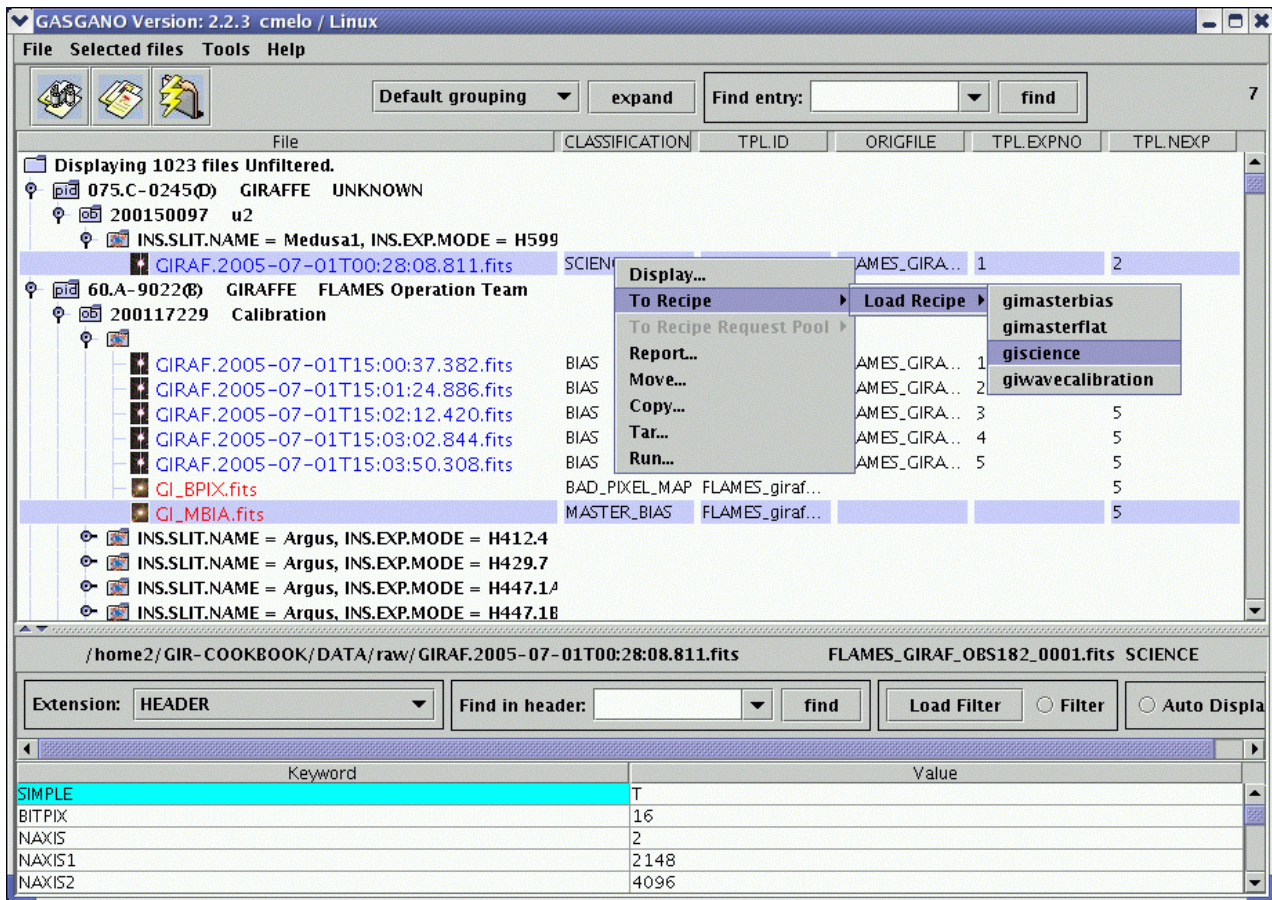 GASGANO Version: 2.2.3 cmelo / Linux
File Selected files Tools Help
Default grouping expand Find entry: find 7
File CLASSIFICATION TPL.ID ORIGFILE TPL.EXPNO TPL.NEXP
Displaying 1023 files Unfiltered.
pid 075.C-0245(D) GIRAFFE UNKNOWN
ob 200150097 u2
INS.SLIT.NAME = Medusa1, INS.EXP.MODE = H599
GIRAF.2005-07-01T00:28:08.811.fits SCIEN AMES_GIRA... 1 2
pid 60.A-9022(B) GIRAFFE FLAMES Operation Team
ob 200117229 Calibration
GIRAF.2005-07-01T15:00:37.382.fits BIAS AMES_GIRA... 1
GIRAF.2005-07-01T15:01:24.886.fits BIAS AMES_GIRA... 2
GIRAF.2005-07-01T15:02:12.420.fits BIAS AMES_GIRA... 3 5
GIRAF.2005-07-01T15:03:02.844.fits BIAS AMES_GIRA... 4 5
GIRAF.2005-07-01T15:03:50.308.fits BIAS AMES_GIRA... 5 5
GI_BPIX.fits BAD_PIXEL_MAP FLAMES_giraf... 5
GI_MBIA.fits MASTER_BIAS FLAMES_giraf... 5
INS.SLIT.NAME = Argus, INS.EXP.MODE = H412.4
INS.SLIT.NAME = Argus, INS.EXP.MODE = H429.7
INS.SLIT.NAME = Argus, INS.EXP.MODE = H447.1A
INS.SLIT.NAME = Argus, INS.EXP.MODE = H447.1B
Display...
To Recipe
To Recipe Request Pool
Report...
Move...
Copy...
Tar...
Run...
Load Recipe
gimasterbias
gimasterflat
giscience
giwavecalibration
/home2/GIR-COOKBOOK/DATA/raw/GIRAF.2005-07-01T00:28:08.811.fits FLAMES_GIRAF_OBS182_0001.fits SCIENCE
Extension: HEADER Find in header: find Load Filter Filter Auto Displa
Keyword Value
SIMPLE T
BITPIX 16
NAXIS 2
NAXIS1 2148
NAXIS2 4096